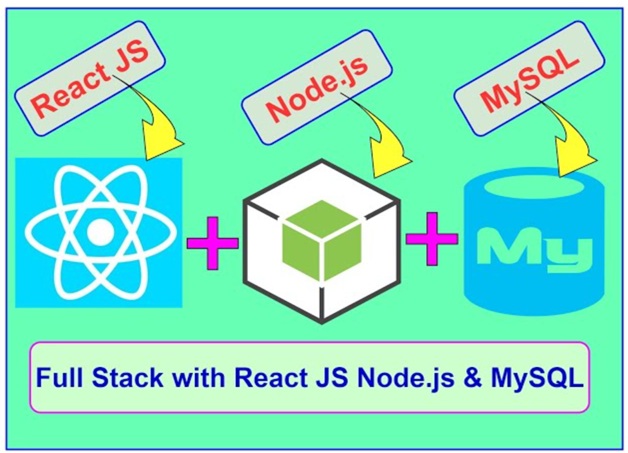 React JS
Node.js
MySQL
My
Full Stack with React JS Node.js & MySQL